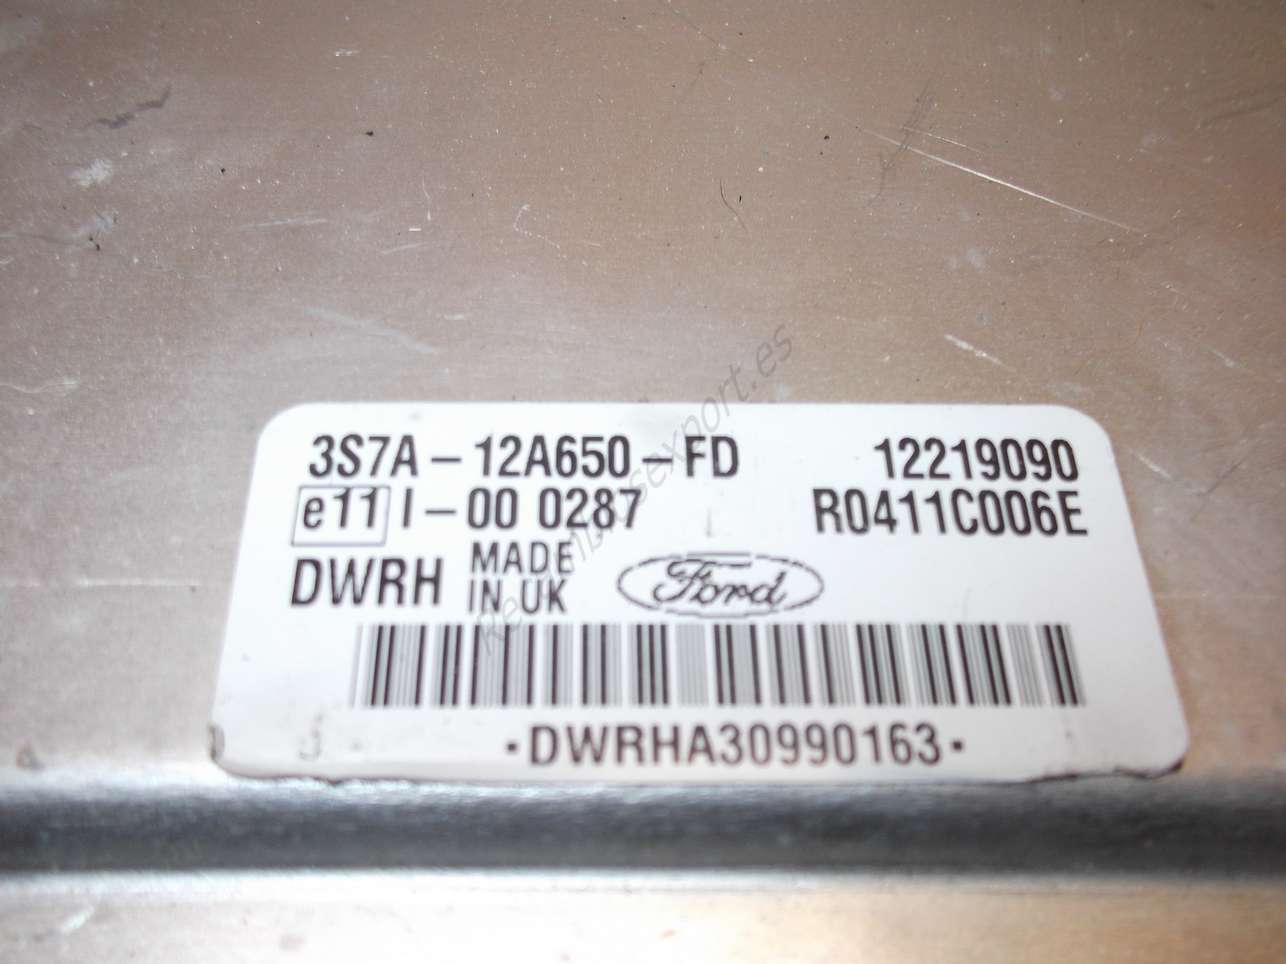 3S7A-12A650-FD 12219090
e11 I-00 0287 R0411C006E
DWRH MADE IN UK Ford
·DWRHA30990163·